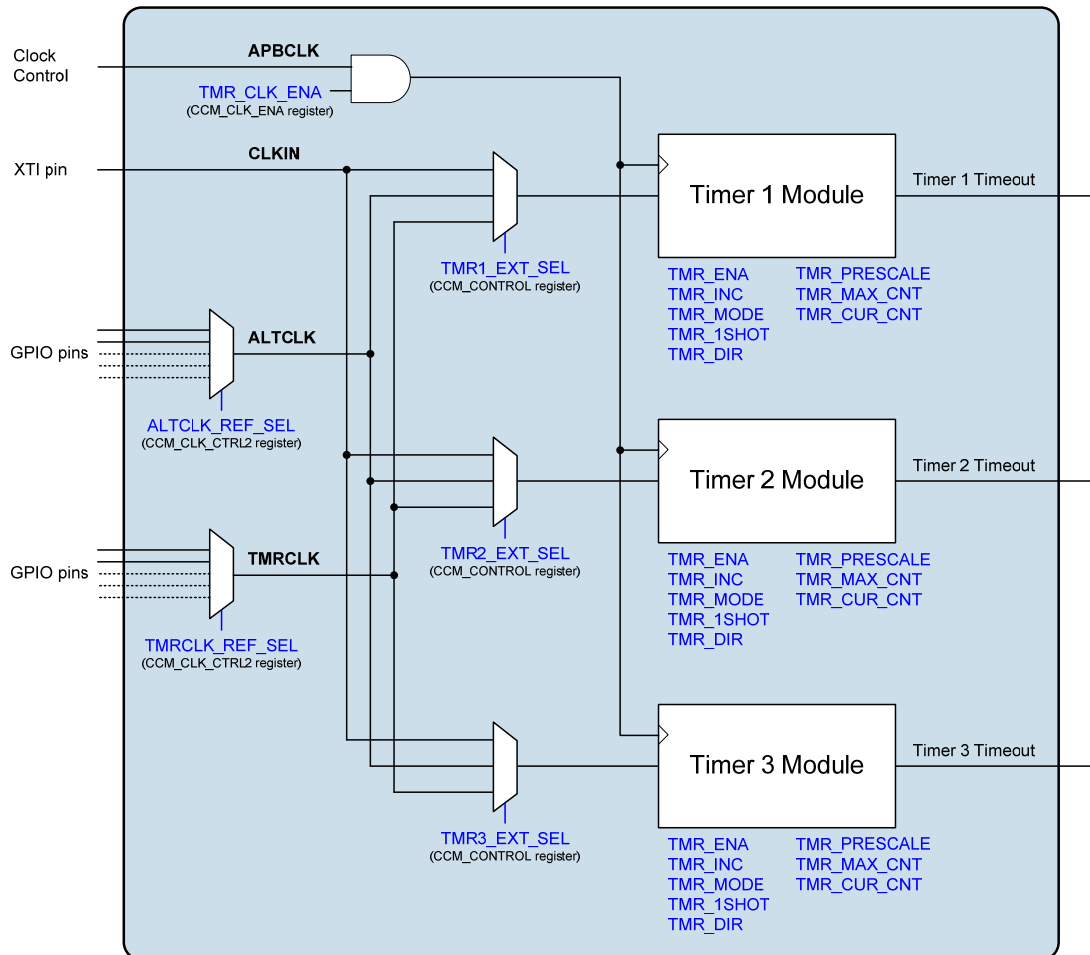 Clock
Control
APBCLK
TMR_CLK_ENA
(CCM_CLK_ENA register)
XTI pin
CLKIN
TMR1_EXT_SEL
(CCM_CONTROL register)
Timer 1 Module
Timer 1 Timeout
TMR_ENA TMR_PRESCALE
TMR_INC TMR_MAX_CNT
TMR_MODE TMR_CUR_CNT
TMR_1SHOT
TMR_DIR
GPIO pins
ALTCLK
ALTCLK_REF_SEL
(CCM_CLK_CTRL2 register)
TMR2_EXT_SEL
(CCM_CONTROL register)
Timer 2 Module
Timer 2 Timeout
TMR_ENA TMR_PRESCALE
TMR_INC TMR_MAX_CNT
TMR_MODE TMR_CUR_CNT
TMR_1SHOT
TMR_DIR
GPIO pins
TMRCLK
TMRCLK_REF_SEL
(CCM_CLK_CTRL2 register)
TMR3_EXT_SEL
(CCM_CONTROL register)
Timer 3 Module
Timer 3 Timeout
TMR_ENA TMR_PRESCALE
TMR_INC TMR_MAX_CNT
TMR_MODE TMR_CUR_CNT
TMR_1SHOT
TMR_DIR